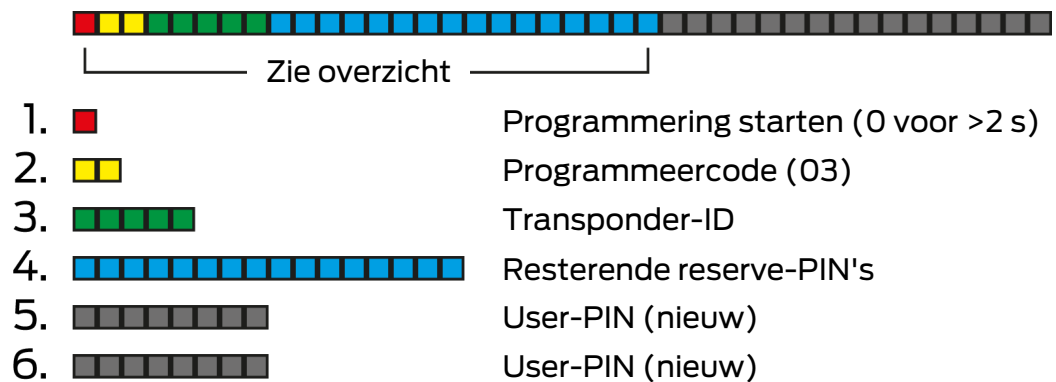 Zie overzicht
1. Programmering starten (0 voor >2 s)
2. Programmeercode (03)
3. Transponder-ID
4. Resterende reserve-PIN's
5. User-PIN (nieuw)
6. User-PIN (nieuw)